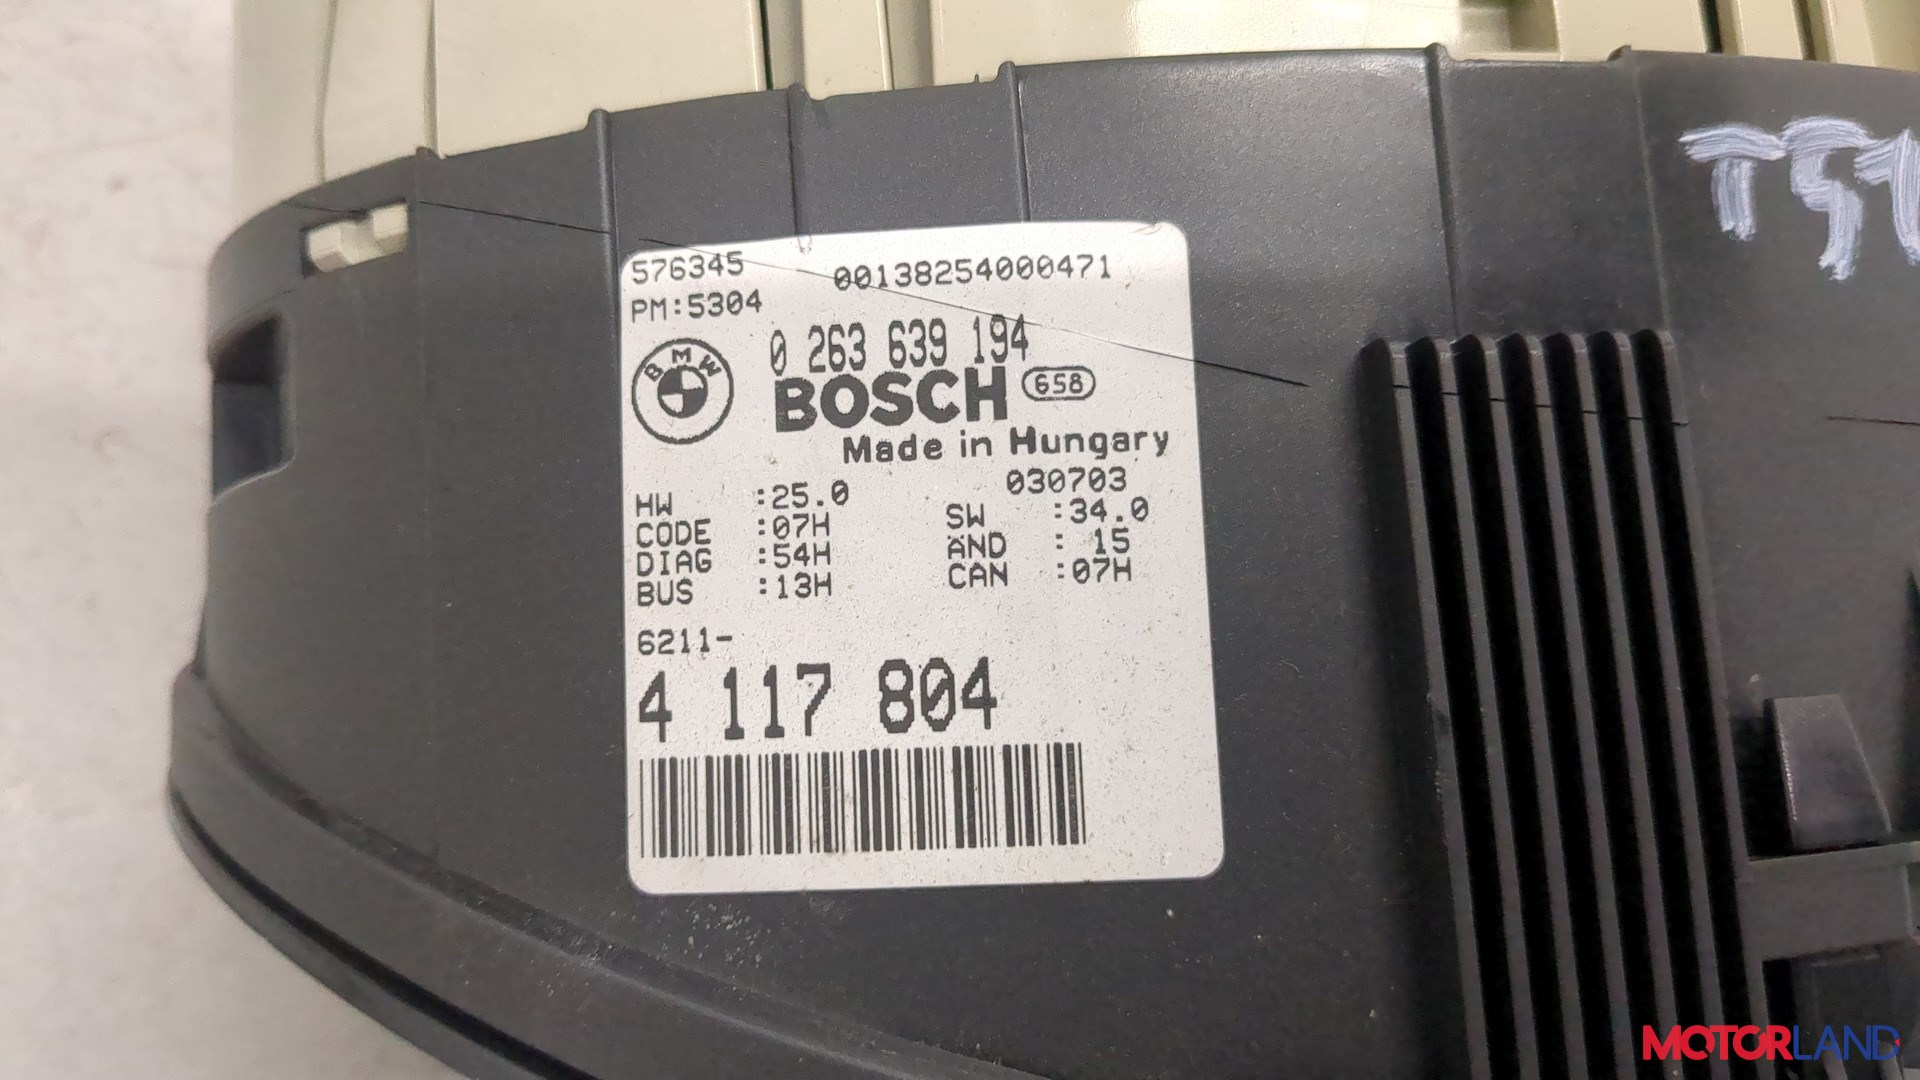 576345
00138254000471
PM:5304
0 263 639 194
BMW
BOSCH 658
Made in Hungary
030703
HW :25.0
SW :34.0
CODE :07H
ÄND : 15
DIAG :54H
CAN :07H
BUS :13H
6211-
4 117 804
MOTORLAND